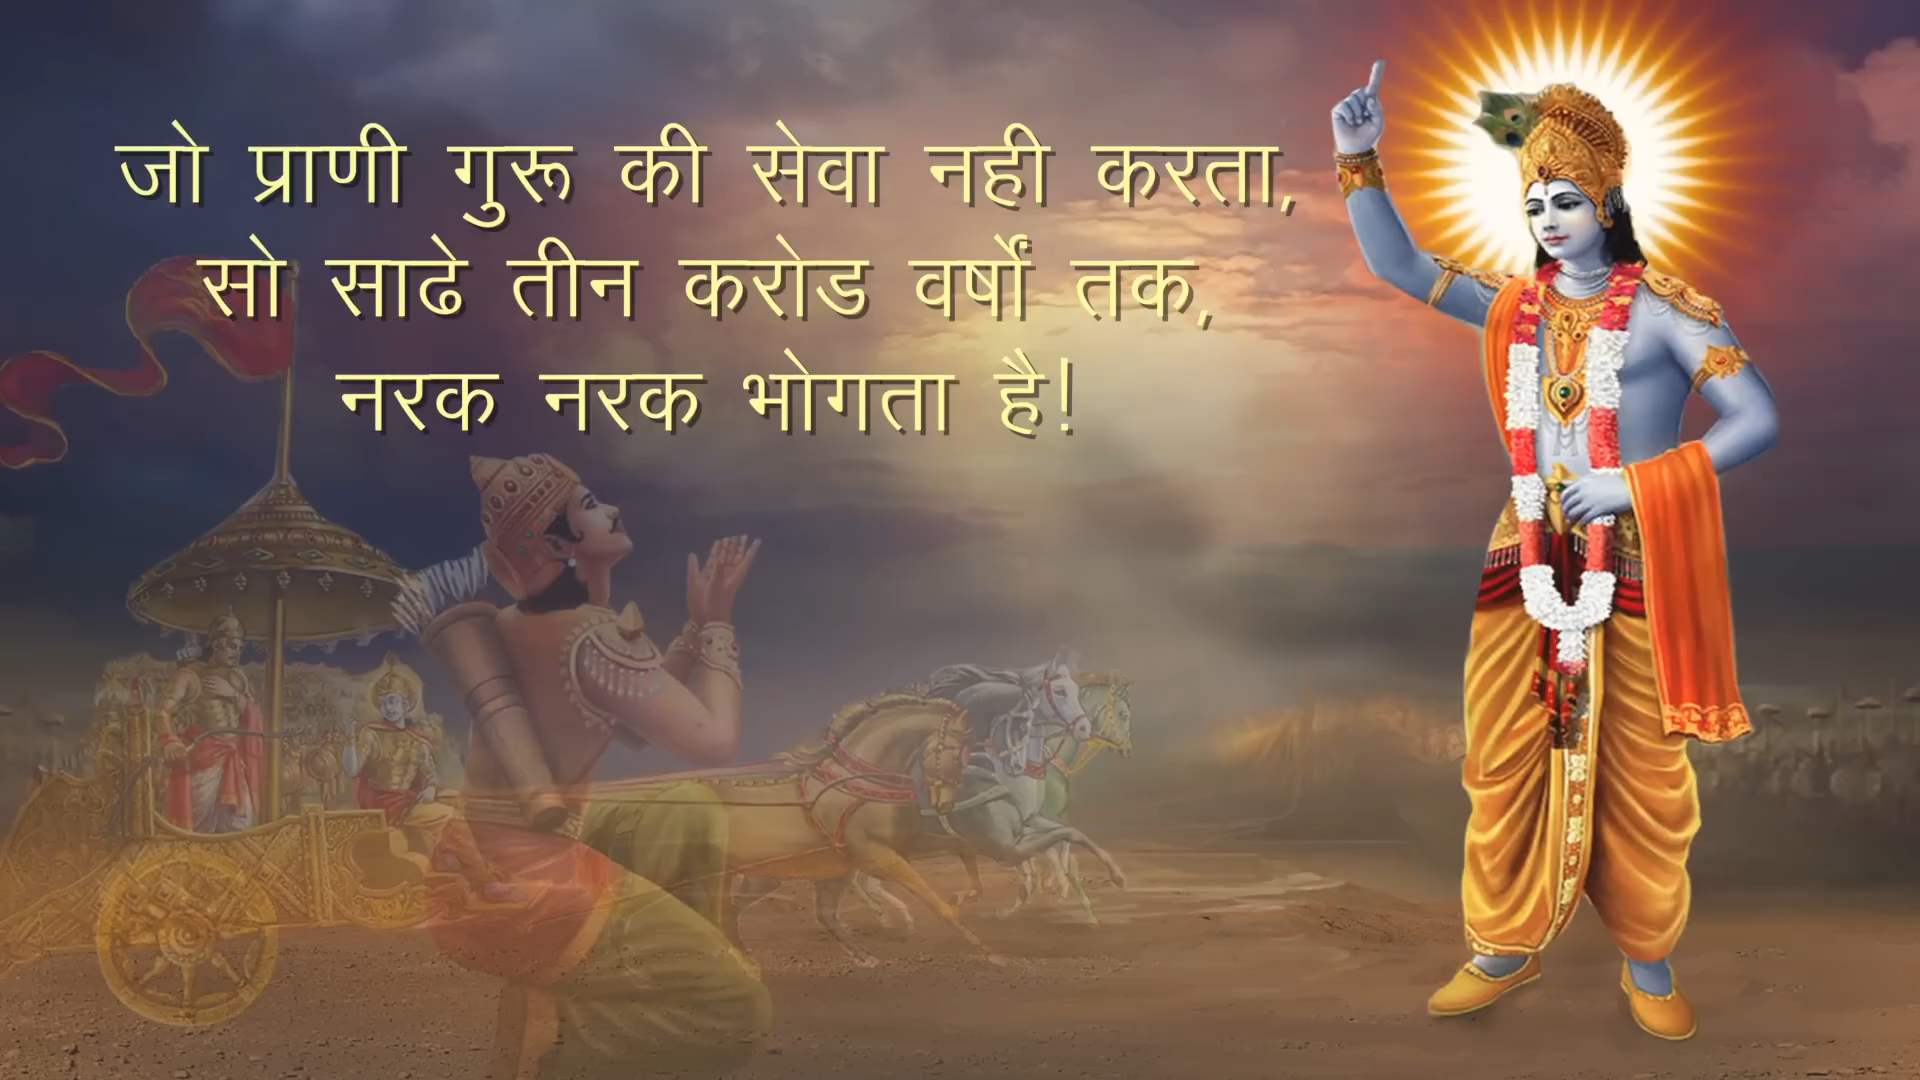 जो प्राणी गुरू की सेवा नही करता,
सो साढे तीन करोड वर्षों तक,
नरक नरक भोगता है!